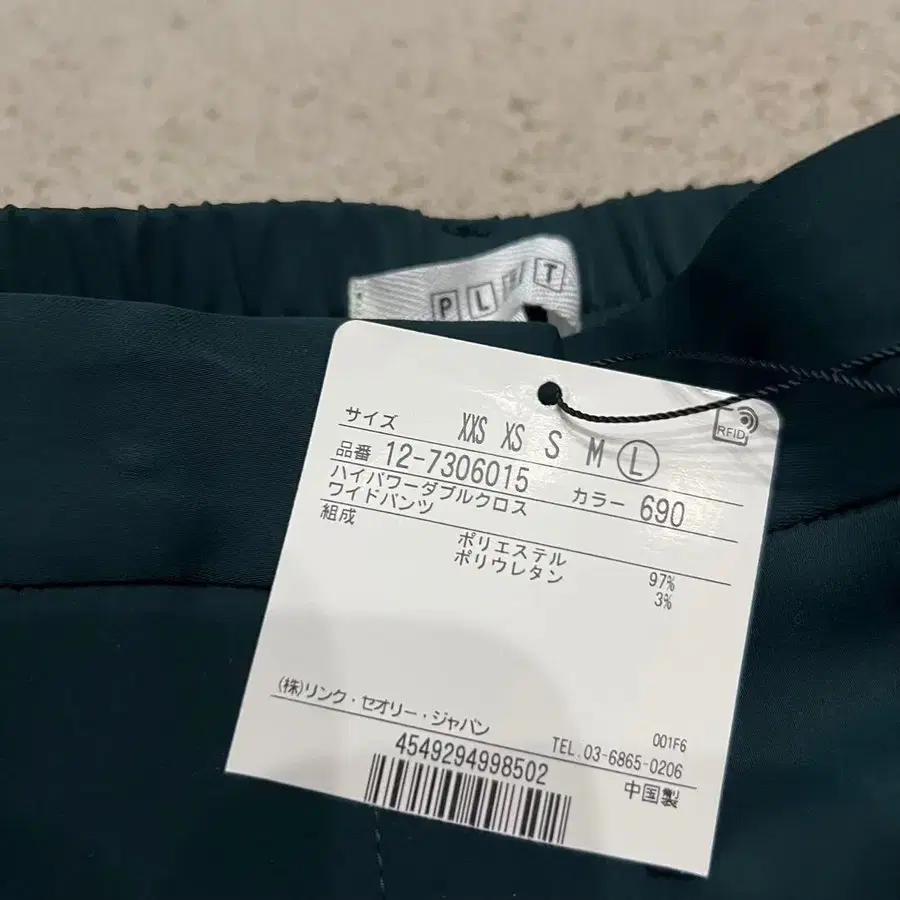 サイズ XXS XS S M L
RFID
品番 12-7306015 カラー 690
ハイパワーダブルクロス
ワイドパンツ
組成
ポリエステル 97%
ポリウレタン 3%
(株)リンク・セオリー・ジャパン
001F6
TEL.03-6865-0206
4549294998502
中国製